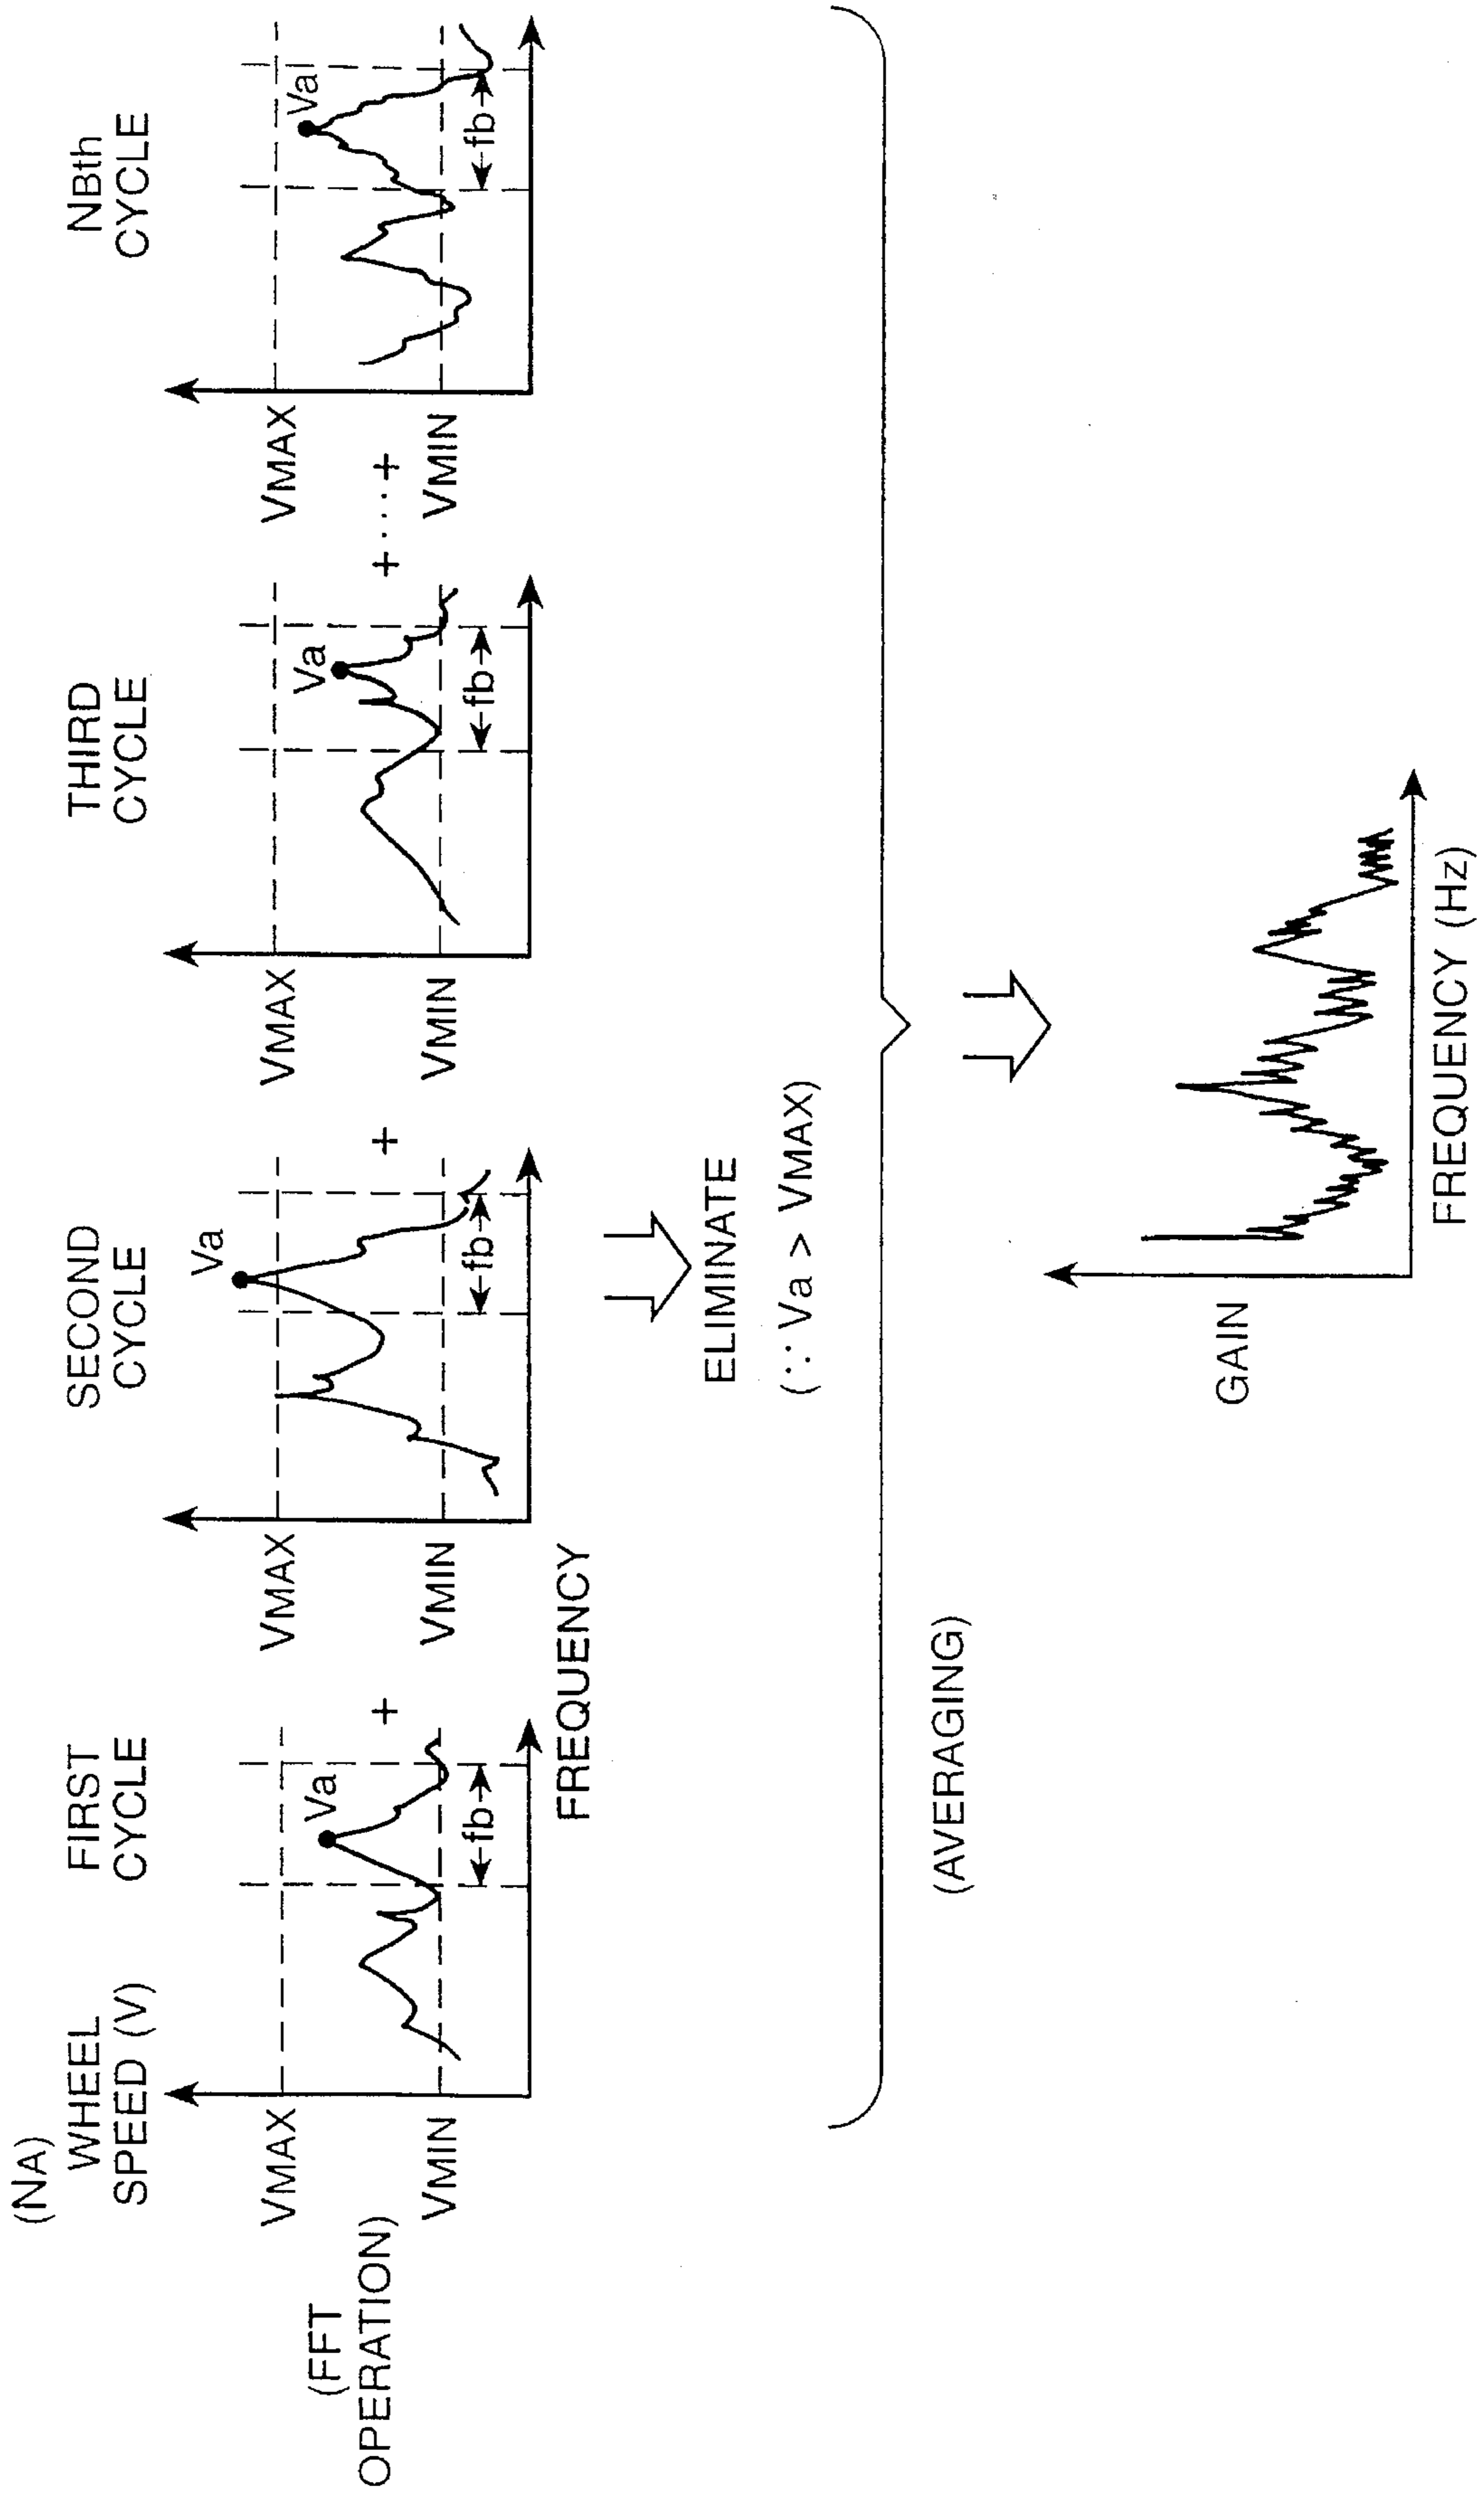 (NA)
WHEEL
SPEED (V)
FIRST
CYCLE
SECOND
CYCLE
THIRD
CYCLE
NBth
CYCLE
(FFT
OPERATION)
VMAX
VMIN
Va
fb
+
VMAX
VMIN
Va
fb
+
VMAX
VMIN
Va
fb
+ ···· +
VMAX
VMIN
Va
fb
FREQUENCY
ELIMINATE
(∵ Va > VMAX)
(AVERAGING)
GAIN
FREQUENCY (Hz)